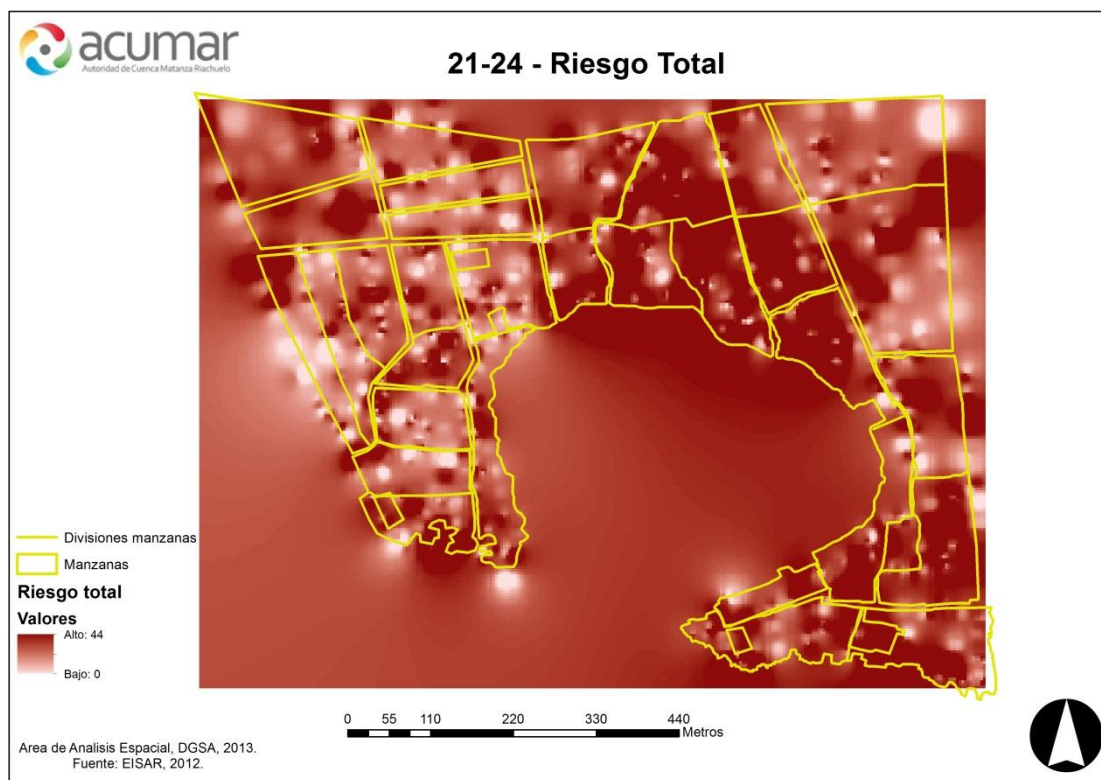 acumar
Autoridad de Cuenca Matanza Riachuelo
21-24 - Riesgo Total
Divisiones manzanas
Manzanas
Riesgo total
Valores
Alto: 44
Bajo: 0
0 55 110 220 330 440
Metros
Area de Analisis Espacial, DGSA, 2013.
Fuente: EISAR, 2012.